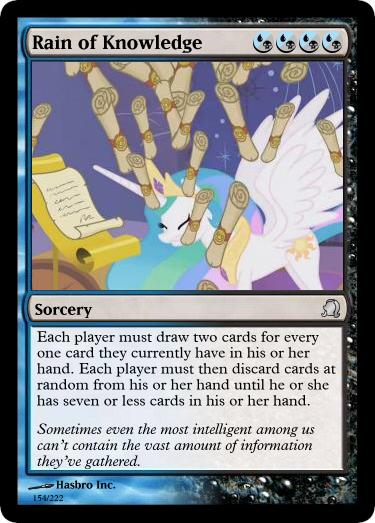 Rain of Knowledge
Sorcery
Each player must draw two cards for every
one card they currently have in his or her
hand. Each player must then discard cards at
random from his or her hand until he or she
has seven or less cards in his or her hand.
Sometimes even the most intelligent among us
can't contain the vast amount of information
they've gathered.
Hasbro Inc.
154/222